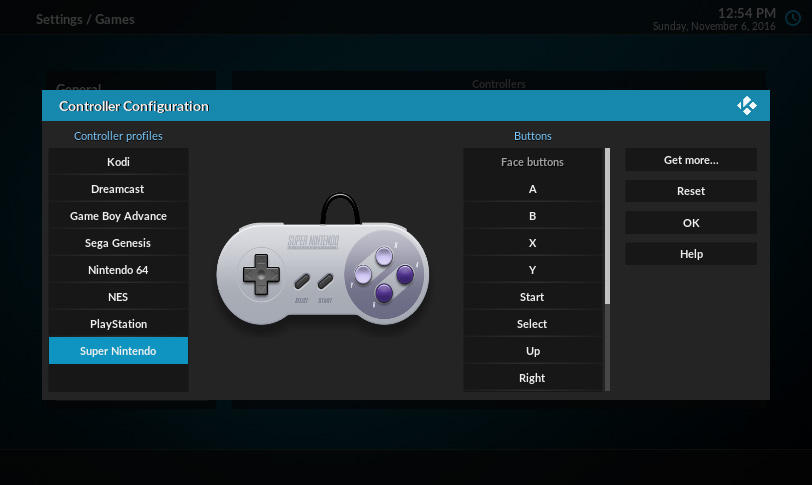 Settings / Games
12:54 PM
Sunday, November 6, 2016
General
Controllers
Controller Configuration
Controller profiles
Kodi
Dreamcast
Game Boy Advance
Sega Genesis
Nintendo 64
NES
PlayStation
Super Nintendo
SUPER NINTENDO
SELECT
START
X
Y
A
B
Buttons
Face buttons
A
B
X
Y
Start
Select
Up
Right
Get more...
Reset
OK
Help